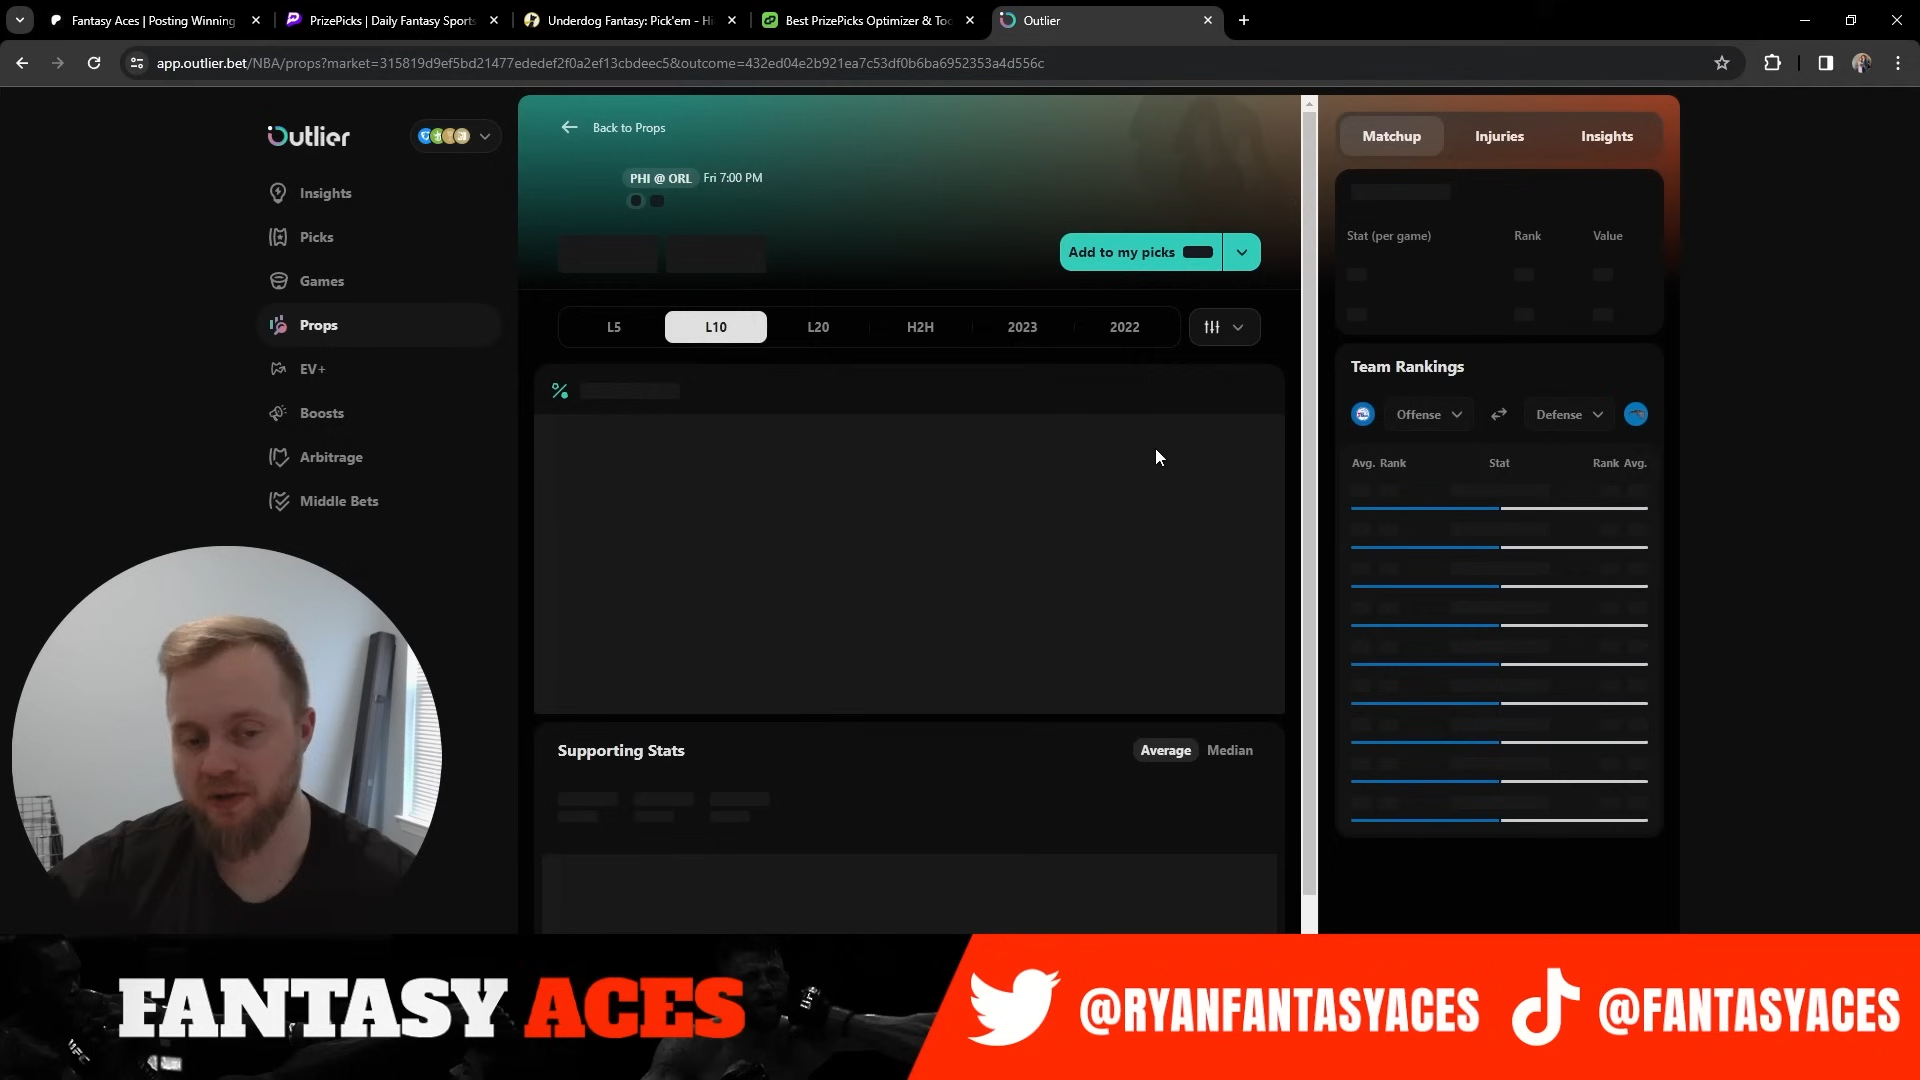 Fantasy Aces | Posting Winning
PrizePicks | Daily Fantasy Sports
Underdog Fantasy: Pick'em - Hi
Best PrizePicks Optimizer & Too
Outlier
app.outlier.bet/NBA/props?market=315819d9ef5bd21477ededef2f0a2ef13cbdeec5&outcome=432ed04e2b921ea7c53df0b6ba6952353a4d556c
Outlier
Insights
Picks
Games
Props
EV+
Boosts
Arbitrage
Middle Bets
Back to Props
PHI @ ORL Fri 7:00 PM
Add to my picks
L5 L10 L20 H2H 2023 2022
Supporting Stats
Average Median
Matchup Injuries Insights
Stat (per game) Rank Value
Team Rankings
Offense Defense
Avg. Rank Stat Rank Avg.
FANTASY ACES
@RYANFANTASYACES
@FANTASYACES